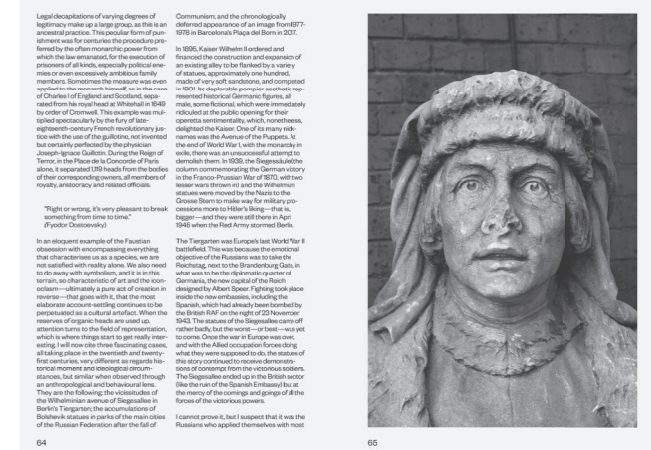 Legal decapitations of varying degrees of
legitimacy make up a large group, as this is an
ancestral practice. This peculiar form of pun-
ishment was for centuries the procedure pre-
ferred by the often monarchic power from
which the law emanated, for the execution of
prisoners of all kinds, especially political ene-
mies or even excessively ambitious family
members. Sometimes the measure was even
applied to the monarch himself, as in the case
of Charles I of England and Scotland, sepa-
rated from his royal head at Whitehall in 1649
by order of Cromwell. This example was mul-
tiplied spectacularly by the fury of late-
eighteenth-century French revolutionary jus-
tice with the use of the guillotine, not invented
but certainly perfected by the physician
Joseph-Ignace Guillotin. During the Reign of
Terror, in the Place de la Concorde of Paris
alone, it separated 1,119 heads from the bodies
of their corresponding owners, all members of
royalty, aristocracy and related officials.
"Right or wrong, it's very pleasant to break
something from time to time."
(Fyodor Dostoevsky)
In an eloquent example of the Faustian
obsession with encompassing everything
that characterises us as a species, we are
not satisfied with reality alone. We also need
to do away with symbolism, and it is in this
terrain, so characteristic of art and the icon-
oclasm—ultimately a pure act of creation in
reverse—that goes with it, that the most
elaborate account-settling continues to be
perpetuated as a cultural artefact. When the
reserves of organic heads are used up,
attention turns to the field of representation,
which is where things start to get really inter-
esting. I will now cite three fascinating cases,
all taking place in the twentieth and twenty-
first centuries, very different as regards his-
torical moment and ideological circum-
stances, but similar when observed through
an anthropological and behavioural lens.
They are the following: the vicissitudes of
the Wilhelminian avenue of Siegesallee in
Berlin's Tiergarten; the accumulations of
Bolshevik statues in parks of the main cities
of the Russian Federation after the fall of
64
Communism; and the chronologically
deferred appearance of an image from 1977-
1978 in Barcelona's Plaça del Born in 2017.
In 1895, Kaiser Wilhelm II ordered and
financed the construction and expansion of
an existing alley to be flanked by a variety
of statues, approximately one hundred,
made of very soft sandstone, and completed
in 1901. Its deplorable pompier aesthetic rep-
resented historical Germanic figures, all
male, some fictional, which were immediately
ridiculed at the public opening for their
operetta sentimentality, which, nonetheless,
delighted the Kaiser. One of its many nick-
names was the Avenue of the Puppets. At
the end of World War I, with the monarchy in
exile, there was an unsuccessful attempt to
demolish them. In 1939, the Siegessäule (the
column commemorating the German victory
in the Franco-Prussian War of 1870, with two
lesser wars thrown in) and the Wilhelmin
statues were moved by the Nazis to the
Grosse Stern to make way for military pro-
cessions more to Hitler's liking—that is,
bigger—and they were still there in April
1945 when the Red Army stormed Berlin.
The Tiergarten was Europe's last World War II
battlefield. This was because the emotional
objective of the Russians was to take the
Reichstag, next to the Brandenburg Gate, in
what was to be the diplomatic quarter of
Germania, the new capital of the Reich
designed by Albert Speer. Fighting took place
inside the new embassies, including the
Spanish, which had already been bombed by
the British RAF on the night of 23 November
1943. The statues of the Siegesallee came off
rather badly, but the worst—or best—was yet
to come. Once the war in Europe was over,
and with the Allied occupation forces doing
what they were supposed to do, the statues of
this story continued to receive demonstra-
tions of contempt from the victorious soldiers.
The Siegesallee ended up in the British sector
(like the ruin of the Spanish Embassy) but at
the mercy of the comings and goings of all the
forces of the victorious powers.
I cannot prove it, but I suspect that it was the
Russians who applied themselves with most
65